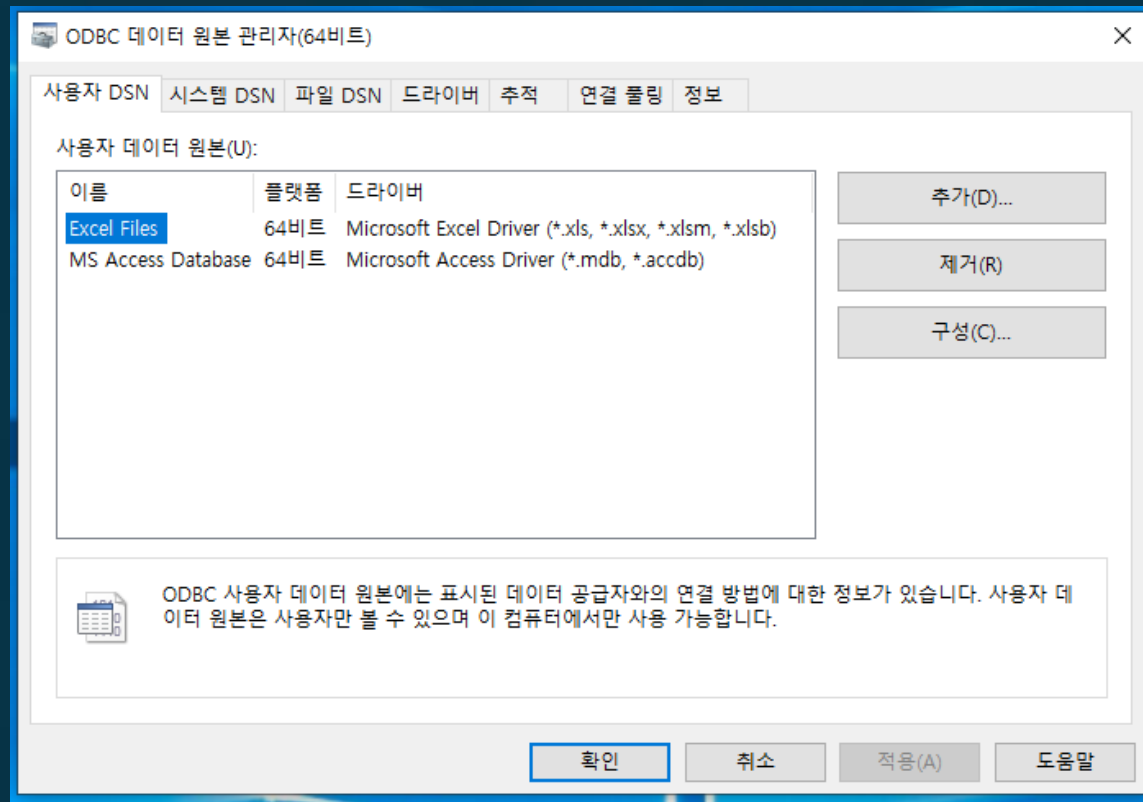 ODBC 데이터 원본 관리자(64비트)
사용자 DSN 시스템 DSN 파일 DSN 드라이버 추적 연결 풀링 정보
사용자 데이터 원본(U):
이름 플랫폼 드라이버
Excel Files 64비트 Microsoft Excel Driver (*.xls, *.xlsx, *.xlsm, *.xlsb)
MS Access Database 64비트 Microsoft Access Driver (*.mdb, *.accdb)
추가(D)...
제거(R)
구성(C)...
ODBC 사용자 데이터 원본에는 표시된 데이터 공급자와의 연결 방법에 대한 정보가 있습니다. 사용자 데
이터 원본은 사용자만 볼 수 있으며 이 컴퓨터에서만 사용 가능합니다.
확인 취소 적용(A) 도움말